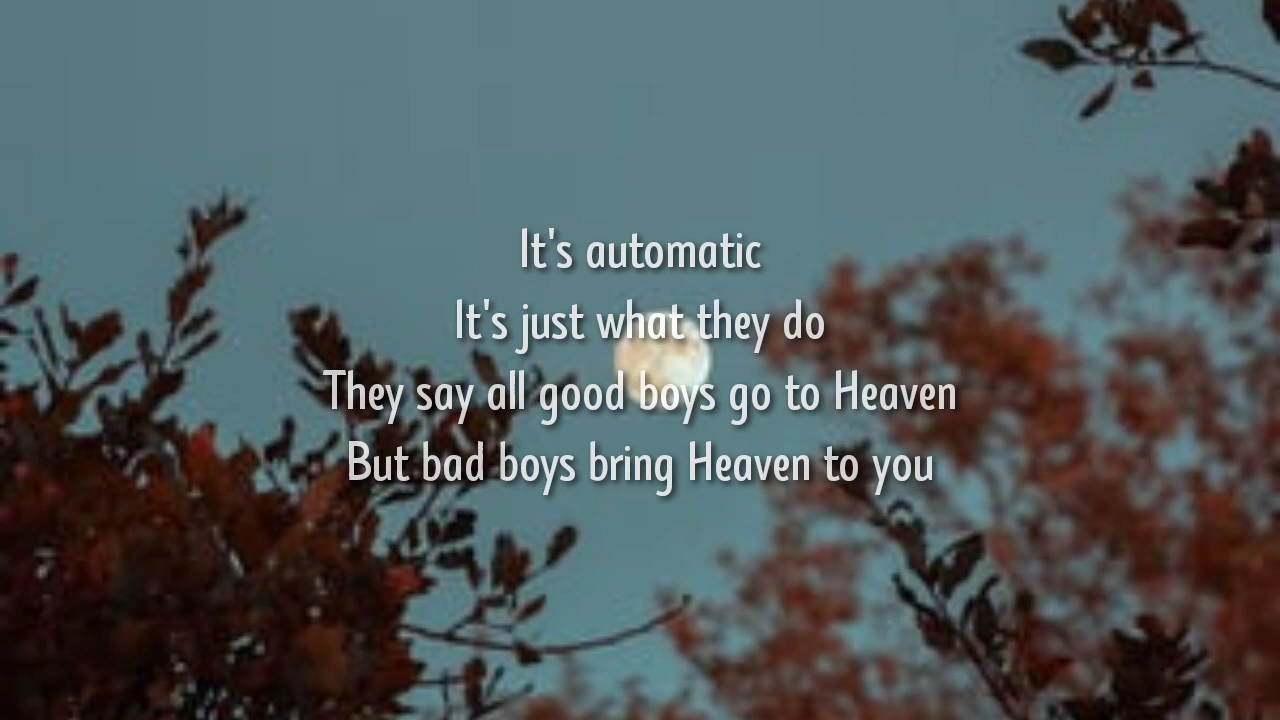 It's automatic
It's just what they do
They say all good boys go to Heaven
But bad boys bring Heaven to you